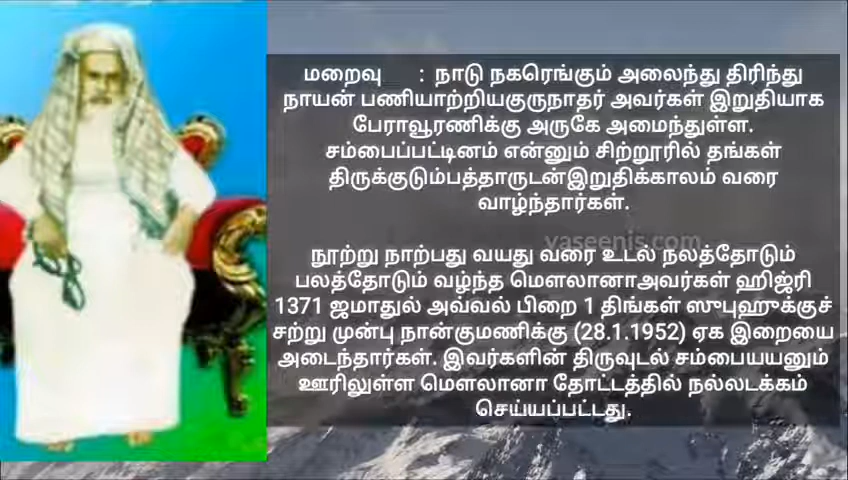 மறைவு : நாடு நகரெங்கும் அலைந்து திரிந்து
நாயன் பணியாற்றியகுருநாதர் அவர்கள் இறுதியாக
பேராவூரணிக்கு அருகே அமைந்துள்ள.
சம்பைப்பட்டினம் என்னும் சிற்றூரில் தங்கள்
திருக்குடும்பத்தாருடன்இறுதிக்காலம் வரை
வாழ்ந்தார்கள்.
yaseenis.com
நூற்று நாற்பது வயது வரை உடல் நலத்தோடும்
பலத்தோடும் வழ்ந்த மௌலானாஅவர்கள் ஹிஜ்ரி
1371 ஜமாதுல் அவ்வல் பிறை 1 திங்கள் ஸுபுஹுக்குச்
சற்று முன்பு நான்குமணிக்கு (28.1.1952) ஏக இறையை
அடைந்தார்கள். இவர்களின் திருவுடல் சம்பையயனும்
ஊரிலுள்ள மௌலானா தோட்டத்தில் நல்லடக்கம்
செய்யப்பட்டது.